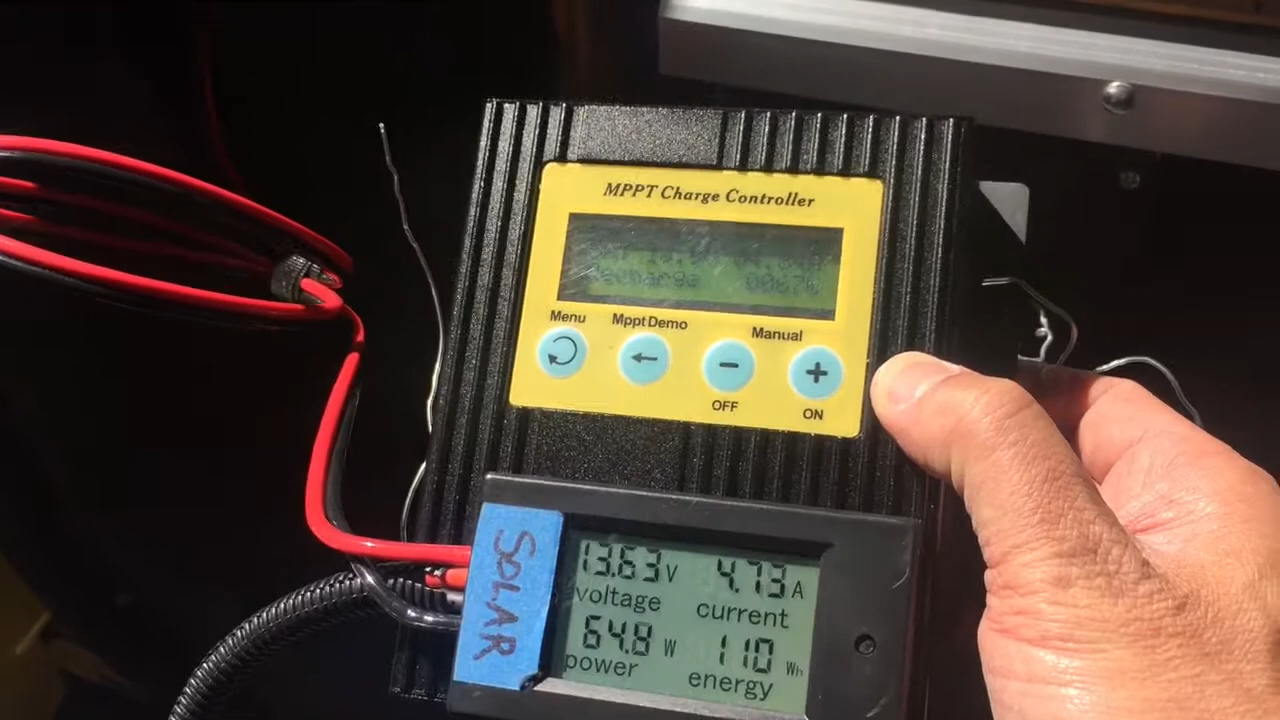 MPPT Charge Controller
0067%
Menu
Mppt Demo
Manual
OFF
ON
SOLAR
13.63 V
4.73 A
voltage
current
64.8 W
110 Wh
power
energy